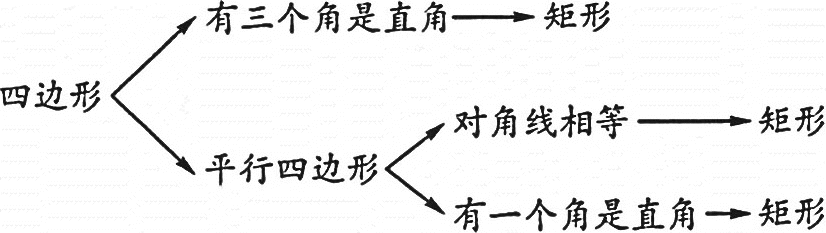 四边形
有三个角是直角 矩形
平行四边形
对角线相等 矩形
有一个角是直角 矩形